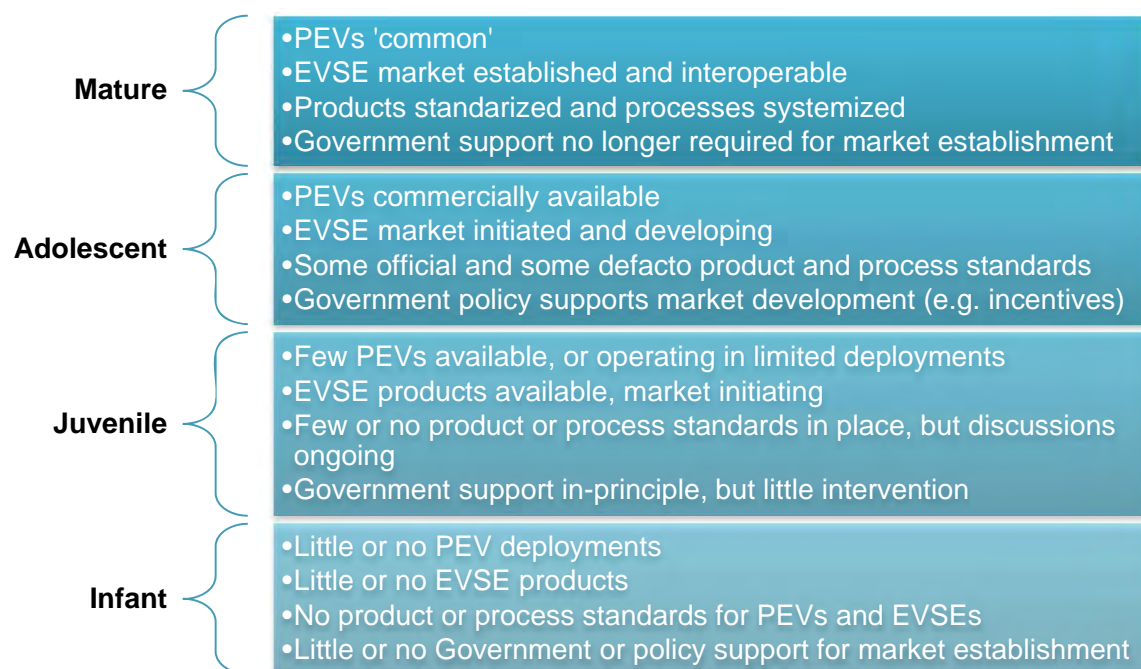 Mature
•PEVs 'common'
•EVSE market established and interoperable
•Products standarized and processes systemized
•Government support no longer required for market establishment
Adolescent
•PEVs commercially available
•EVSE market initiated and developing
•Some official and some defacto product and process standards
•Government policy supports market development (e.g. incentives)
Juvenile
•Few PEVs available, or operating in limited deployments
•EVSE products available, market initiating
•Few or no product or process standards in place, but discussions
ongoing
•Government support in-principle, but little intervention
Infant
•Little or no PEV deployments
•Little or no EVSE products
•No product or process standards for PEVs and EVSEs
•Little or no Government or policy support for market establishment